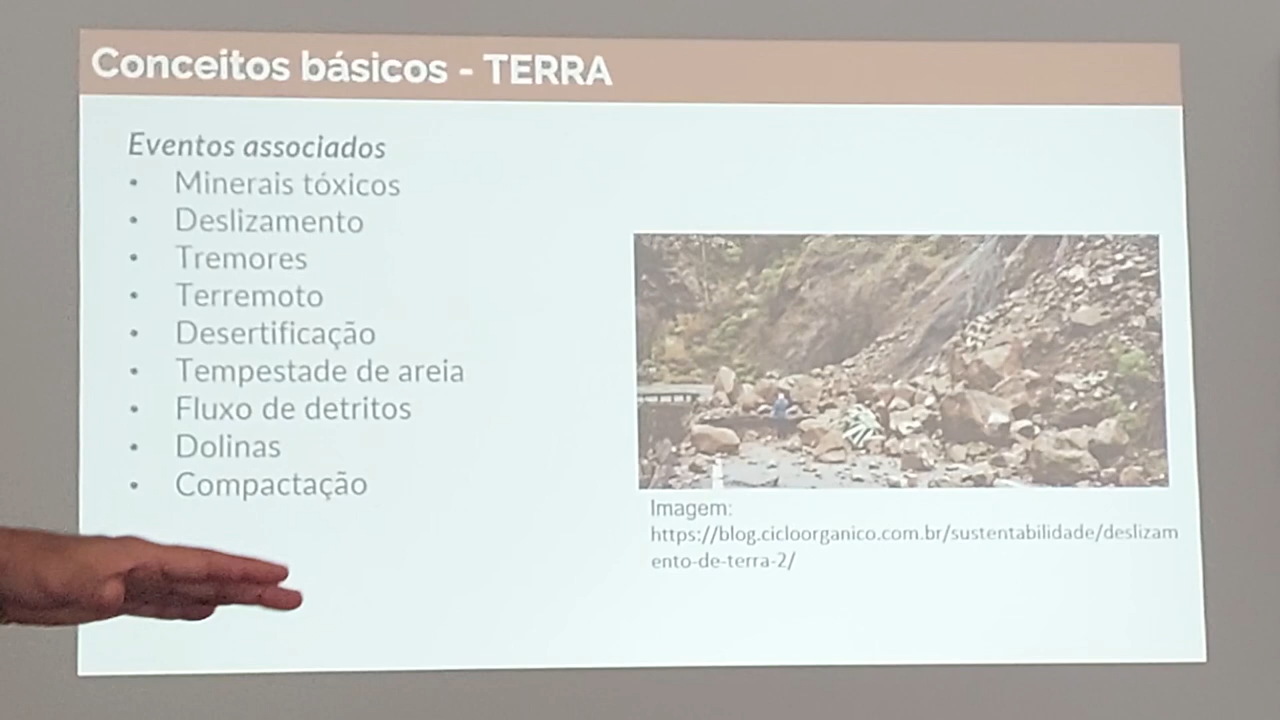 Conceitos básicos - TERRA
Eventos associados
• Minerais tóxicos
• Deslizamento
• Tremores
• Terremoto
• Desertificação
• Tempestade de areia
• Fluxo de detritos
• Dolinas
• Compactação
Imagem:
https://blog.cicloorganico.com.br/sustentabilidade/deslizam
ento-de-terra-2/